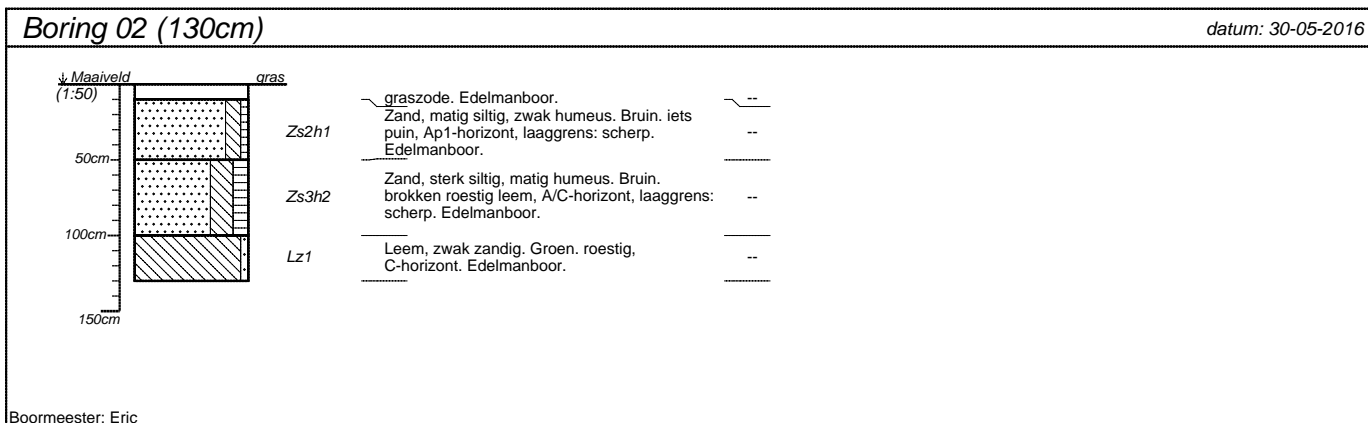 Boring 02 (130cm)
datum: 30-05-2016
Maaiveld
gras
(1:50)
graszode. Edelmanboor.
--
Zs2h1
Zand, matig siltig, zwak humeus. Bruin. iets
puin, Ap1-horizont, laaggrens: scherp.
Edelmanboor.
--
50cm
Zs3h2
Zand, sterk siltig, matig humeus. Bruin.
brokken roestig leem, A/C-horizont, laaggrens:
scherp. Edelmanboor.
--
100cm
Lz1
Leem, zwak zandig. Groen. roestig,
C-horizont. Edelmanboor.
--
150cm
Boormeester: Eric